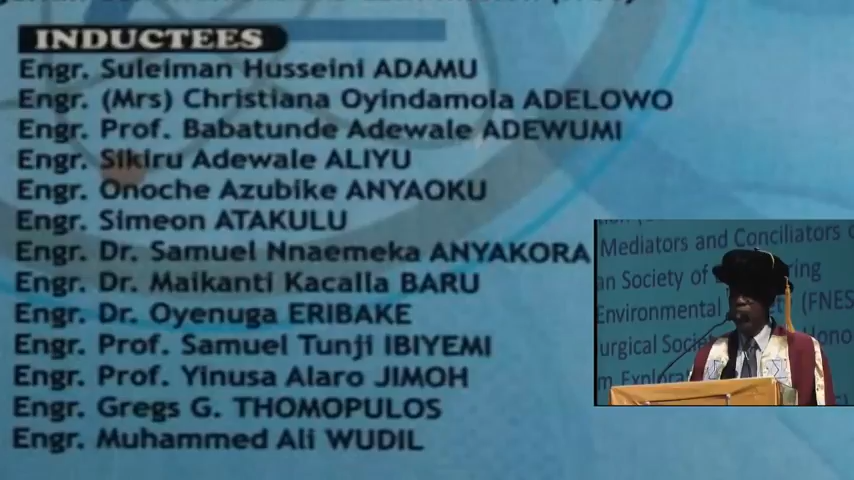 INDUCTEES
Engr. Suleiman Husseini ADAMU
Engr. (Mrs) Christiana Oyindamola ADELOWO
Engr. Prof. Babatunde Adewale ADEWUMI
Engr. Sikiru Adewale ALIYU
Engr. Onoche Azubike ANYAOKU
Engr. Simeon ATAKULU
Engr. Dr. Samuel Nnaemeka ANYAKORA
Engr. Dr. Maikanti Kacalla BARU
Engr. Dr. Oyenuga ERIBAKE
Engr. Prof. Samuel Tunji IBIYEMI
Engr. Prof. Yinusa Alaro JIMOH
Engr. Gregs G. THOMOPULOS
Engr. Muhammed Ali WUDIL
Mediators and Conciliators
an Society of
Environmental (FNES
urgical